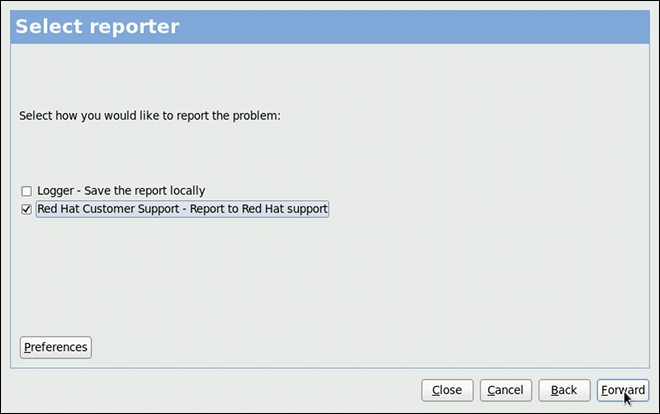 Select reporter
Select how you would like to report the problem:
Logger - Save the report locally
Red Hat Customer Support - Report to Red Hat support
Preferences
Close Cancel Back Forward